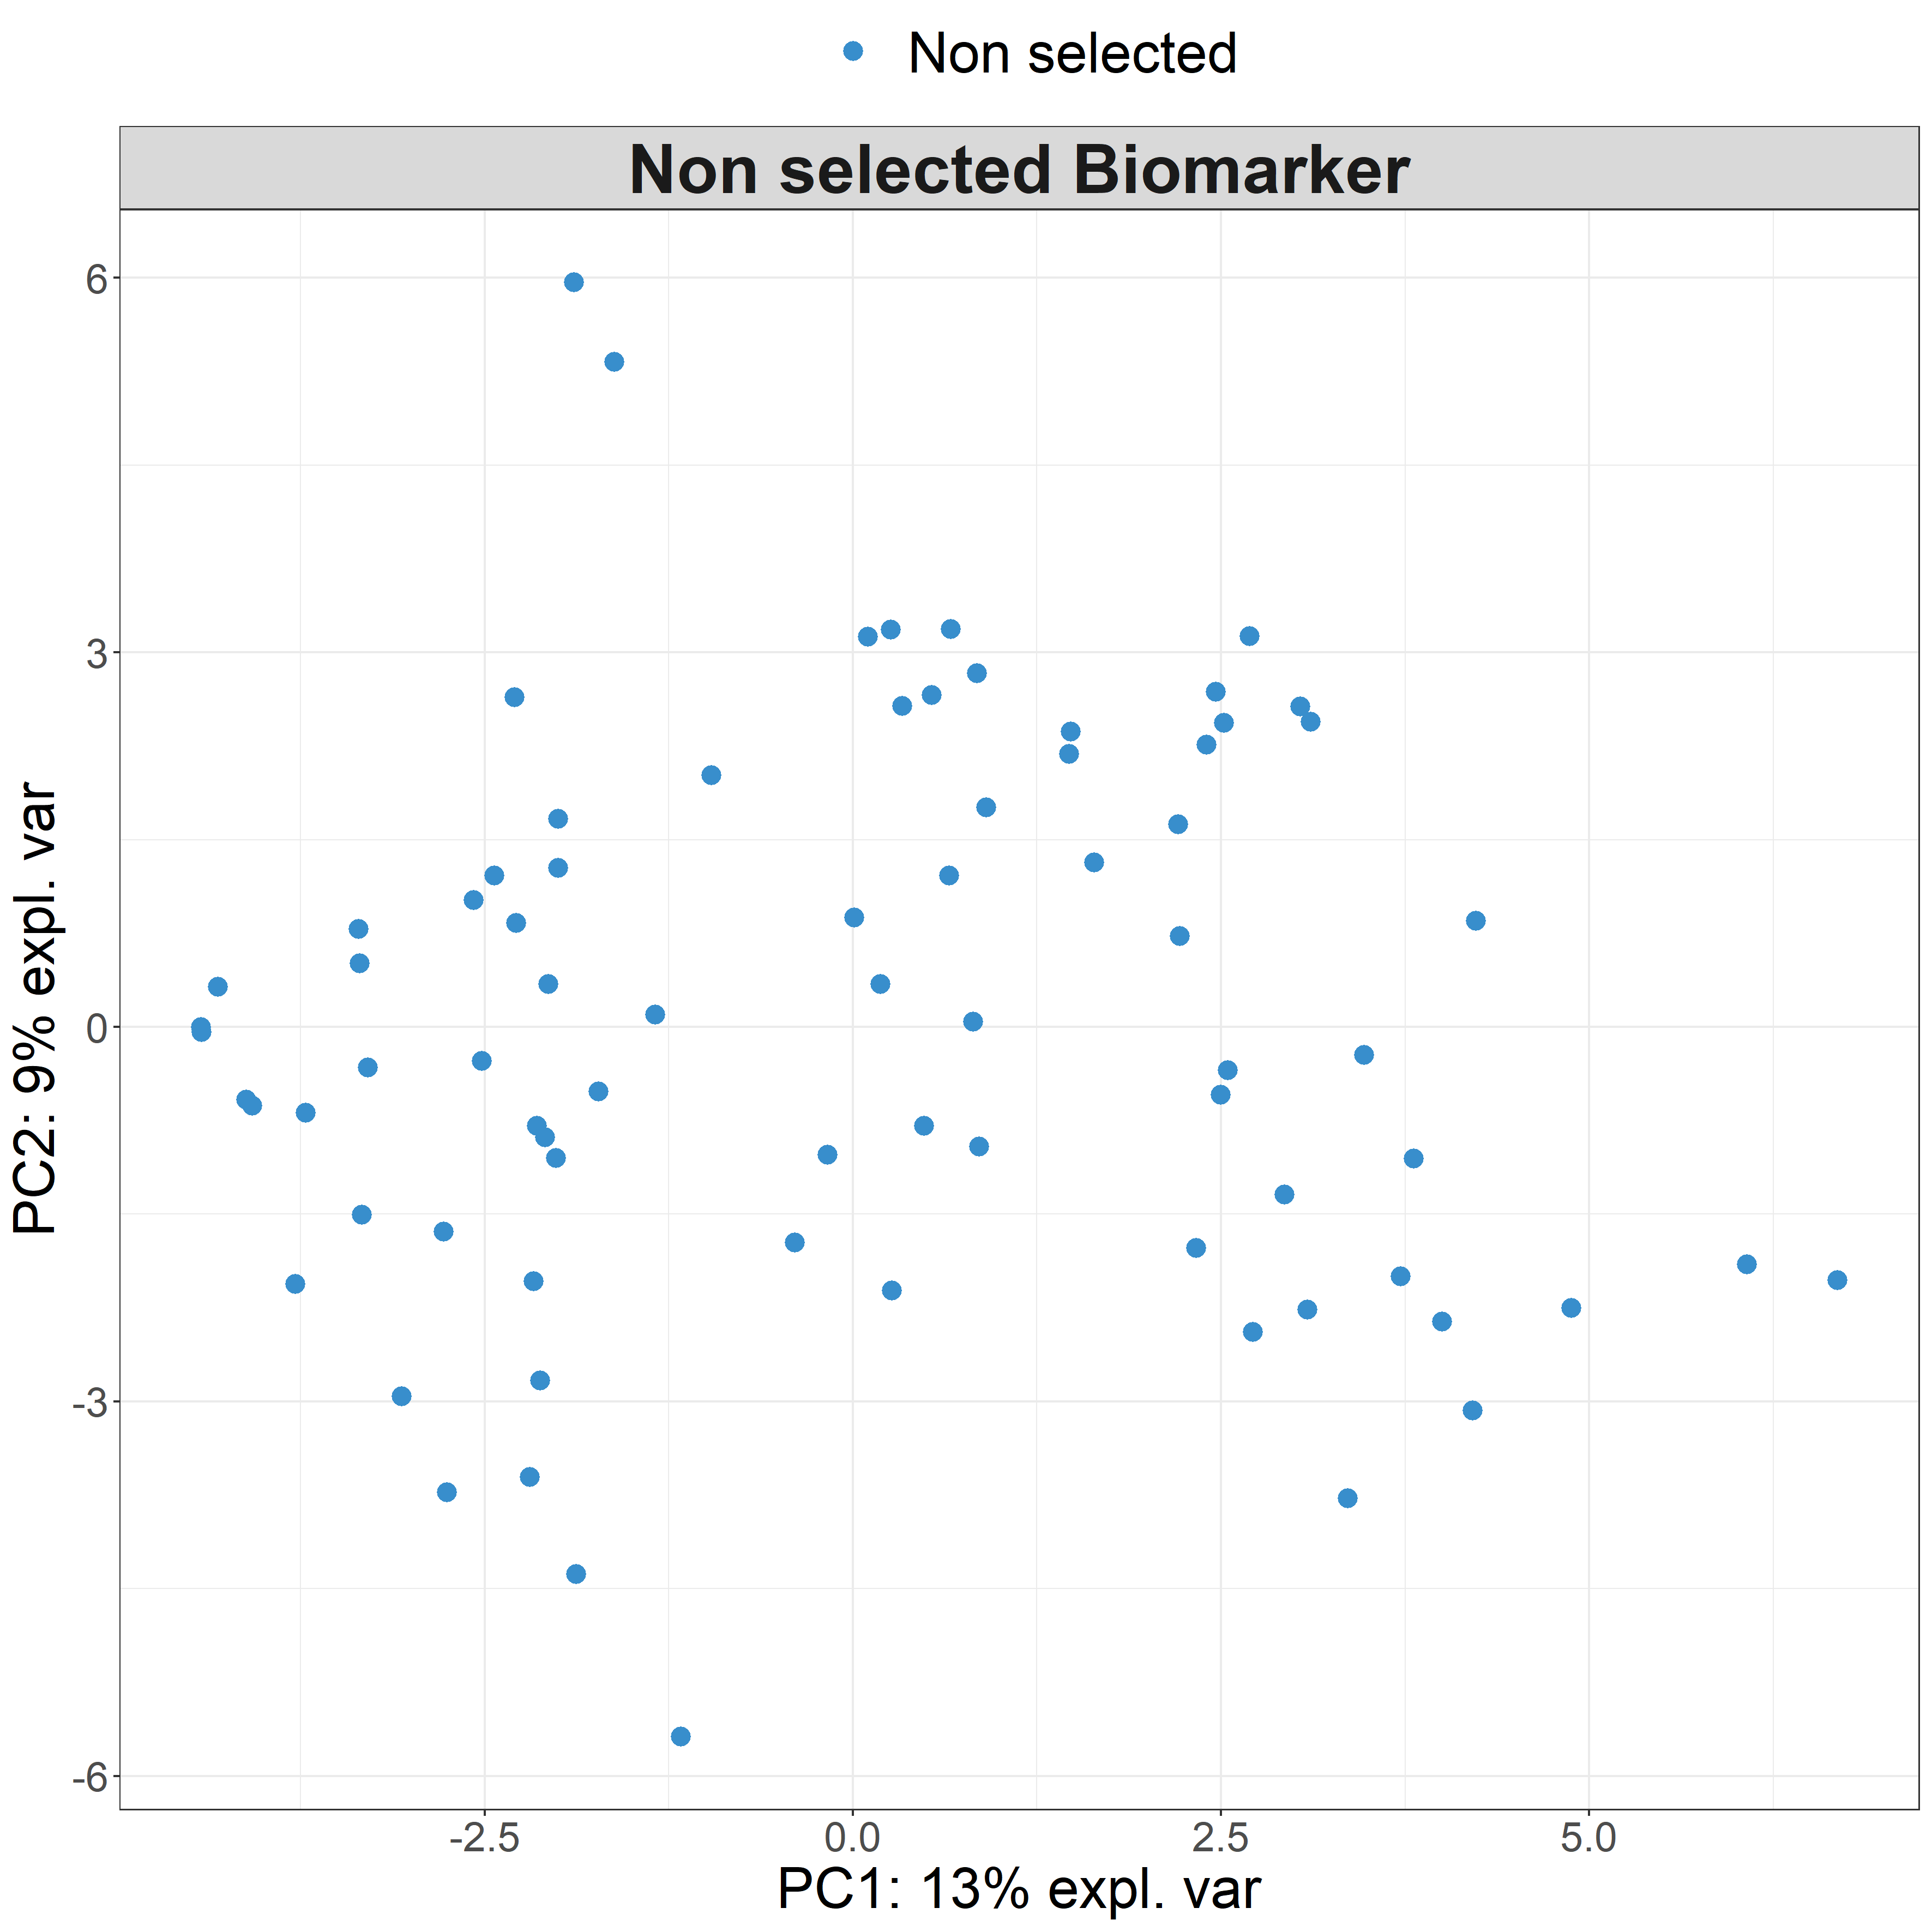 Non selected
Non selected Biomarker
6
3
0
-3
-6
PC2: 9% expl. var
-2.5
0.0
2.5
5.0
PC1: 13% expl. var